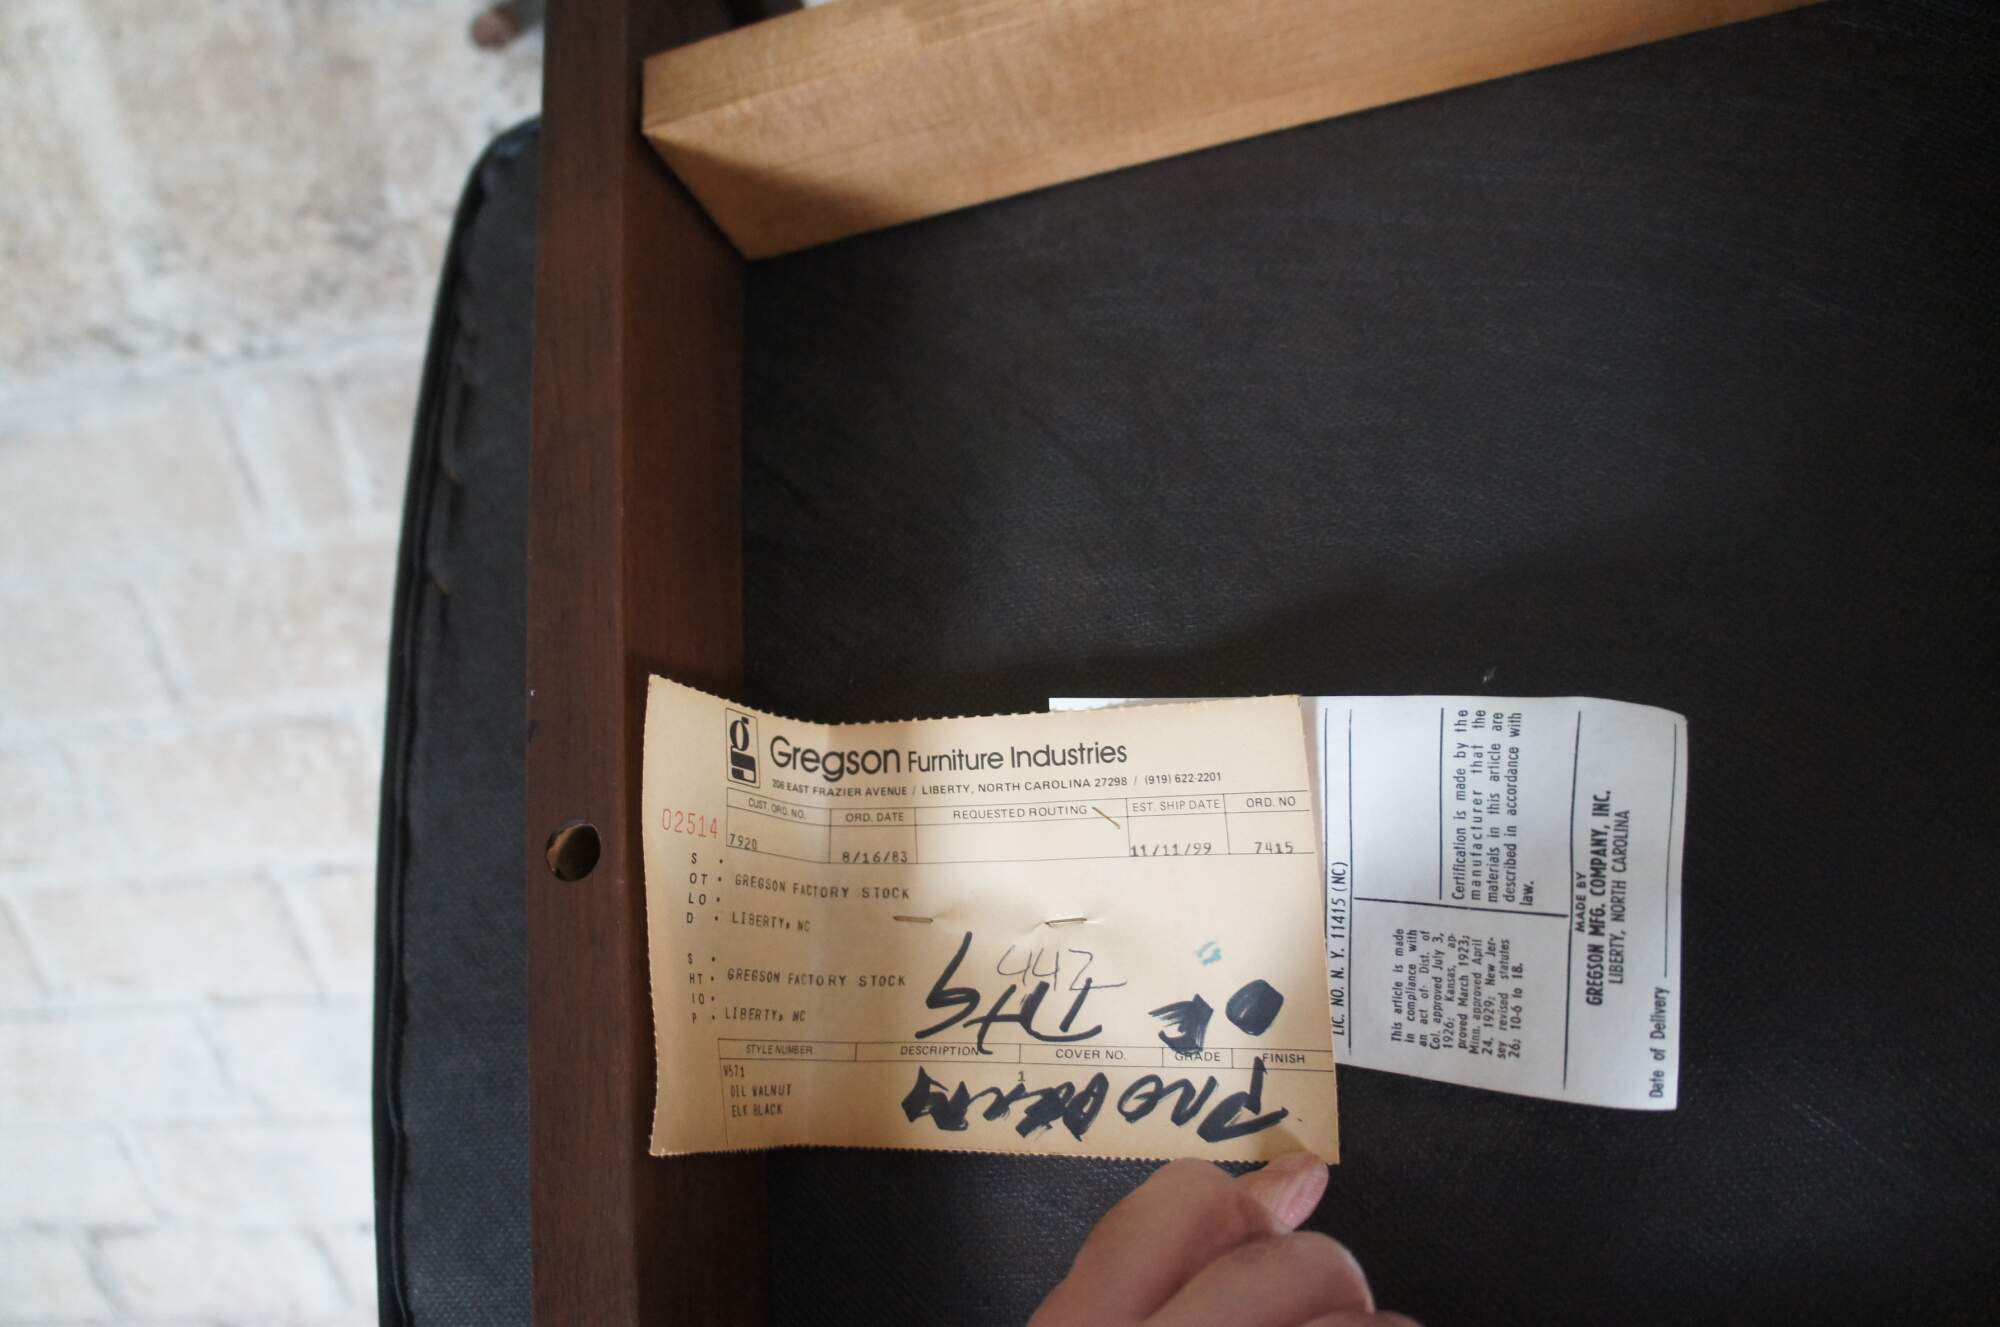 g
Gregson Furniture Industries
206 EAST FRAZIER AVENUE / LIBERTY, NORTH CAROLINA 27298 / (919) 622-2201
CUST. ORD. NO. ORD. DATE REQUESTED ROUTING EST. SHIP DATE ORD. NO
02514
7920 8/16/83 11/11/99 7415
SOLD TO
GREGSON FACTORY STOCK
LIBERTY, NC
SHIP TO
GREGSON FACTORY STOCK
LIBERTY, NC
442
STYLE NUMBER DESCRIPTION COVER NO. GRADE FINISH
V571 1
OIL WALNUT
ELK BLACK
LIC. NO. N. Y. 11415 (NC)
Certification is made by the
manufacturer that the
materials in this article are
described in accordance with
law.
This article is made
in compliance with
an act of Dist. of
Col. approved July 3,
1926; Kansas, ap-
proved March 1923;
Minn. approved April
24, 1929; New Jer-
sey revised statutes
26; 10-6 to 18.
MADE BY
GREGSON MFG. COMPANY, INC.
LIBERTY, NORTH CAROLINA
Date of Delivery